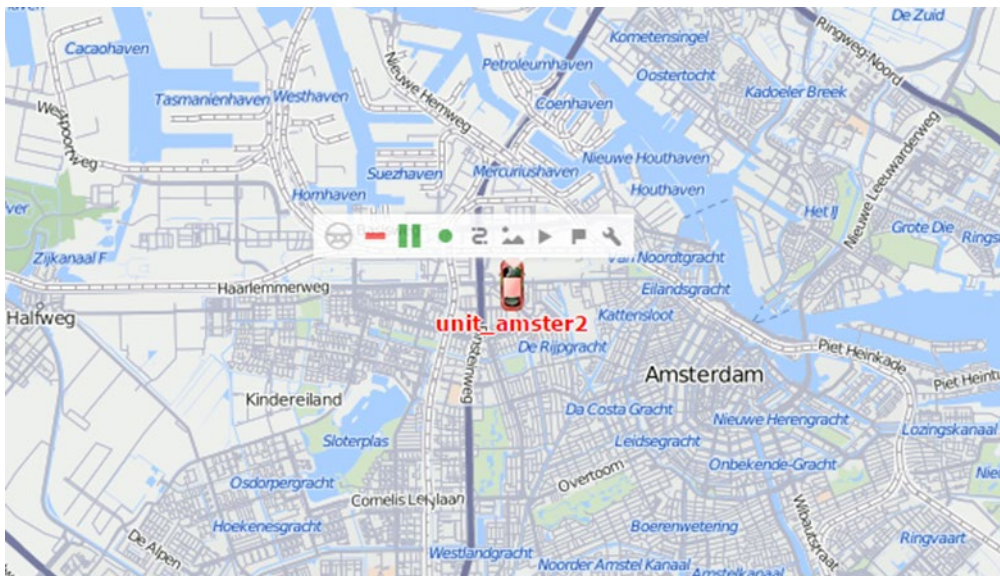 De Zuid
Cacaohaven
Kometensingel
Ringweg-Noord
Petroleumhaven
Nieuwe Hemweg
Oostertocht
Kadoeler Breek
Tasmanienhaven
Westhaven
Coenhaven
Westpoortweg
Nieuwe Leeuwarderweg
Nieuwe Houthaven
Suezhaven
Mercuriushaven
Hornhaven
Houthaven
Het IJ
Grote Die
Zijkanaal F
Van Noordtgracht
Haarlemmerweg
Eilandsgracht
Halfweg
Kattensloot
unit_amster2
De Rijpgracht
Piet Heinkade
Amsterdam
Kindereiland
Da Costa Gracht
Nieuwe Herengracht
Lozingskanaal
Sloterplas
Leidsegracht
Onbekende-Gracht
Osdorpergracht
Overtoom
Cornelis Lelylaan
Wibautstraat
Hoekenesgracht
Boerenwetering
Ringvaart
De Alpen
Westlandgracht
Noorder Amstel Kanaal
Amstelkanaal